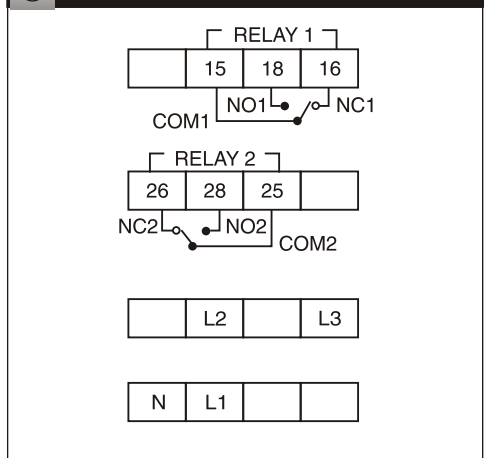 RELAY 1
15 18 16
NO1 NC1
COM1
RELAY 2
26 28 25
NC2 NO2
COM2
L2 L3
N L1